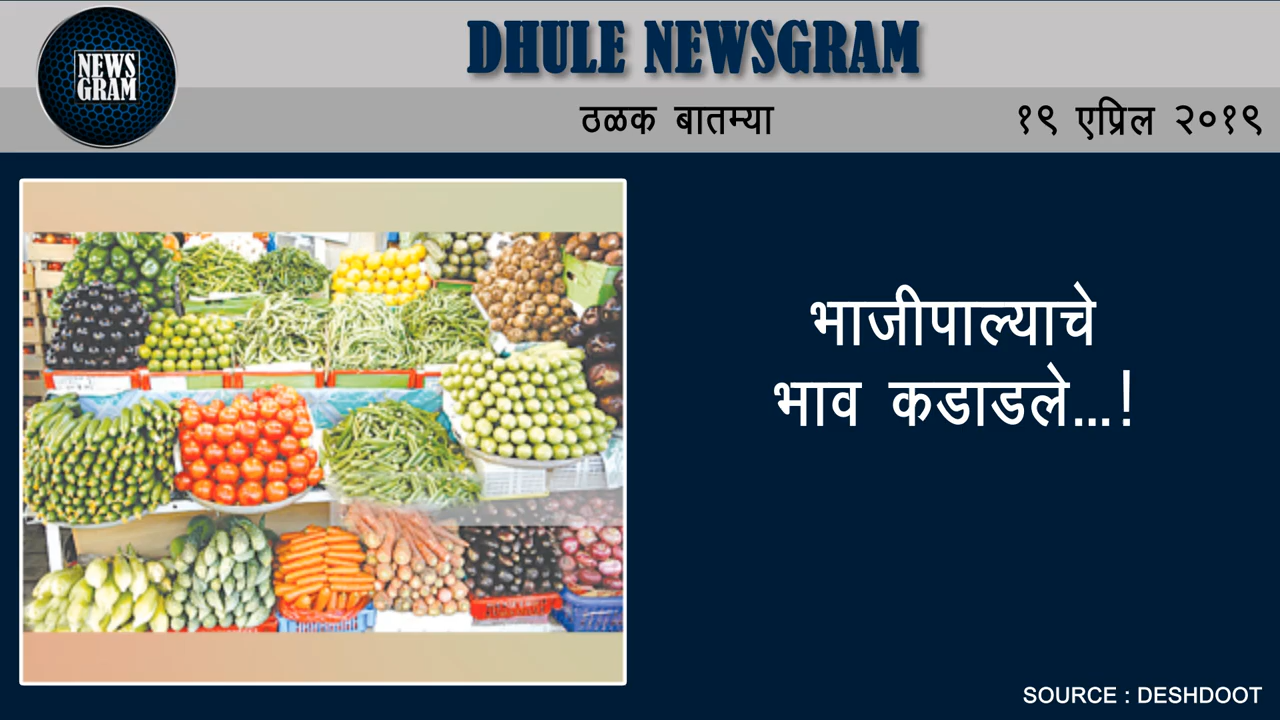 NEWS
GRAM
DHULE NEWSGRAM
ठळक बातम्या
१९ एप्रिल २०१९
भाजीपाल्याचे
भाव कडाडले...!
SOURCE : DESHDOOT